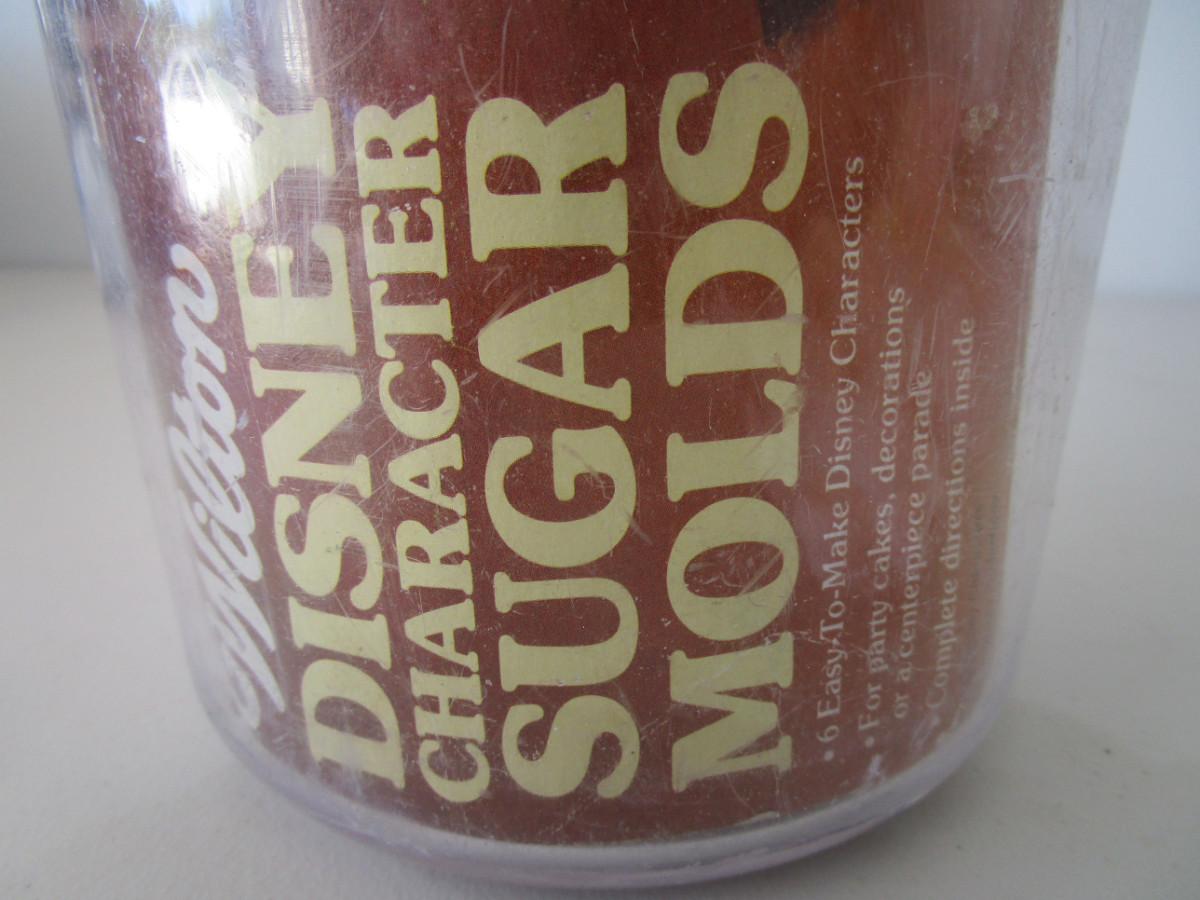 Wilton
DISNEY
CHARACTER
SUGAR
MOLDS
• 6 Easy-To-Make Disney Characters
• For party cakes, decorations
or a centerpiece parade
• Complete directions inside